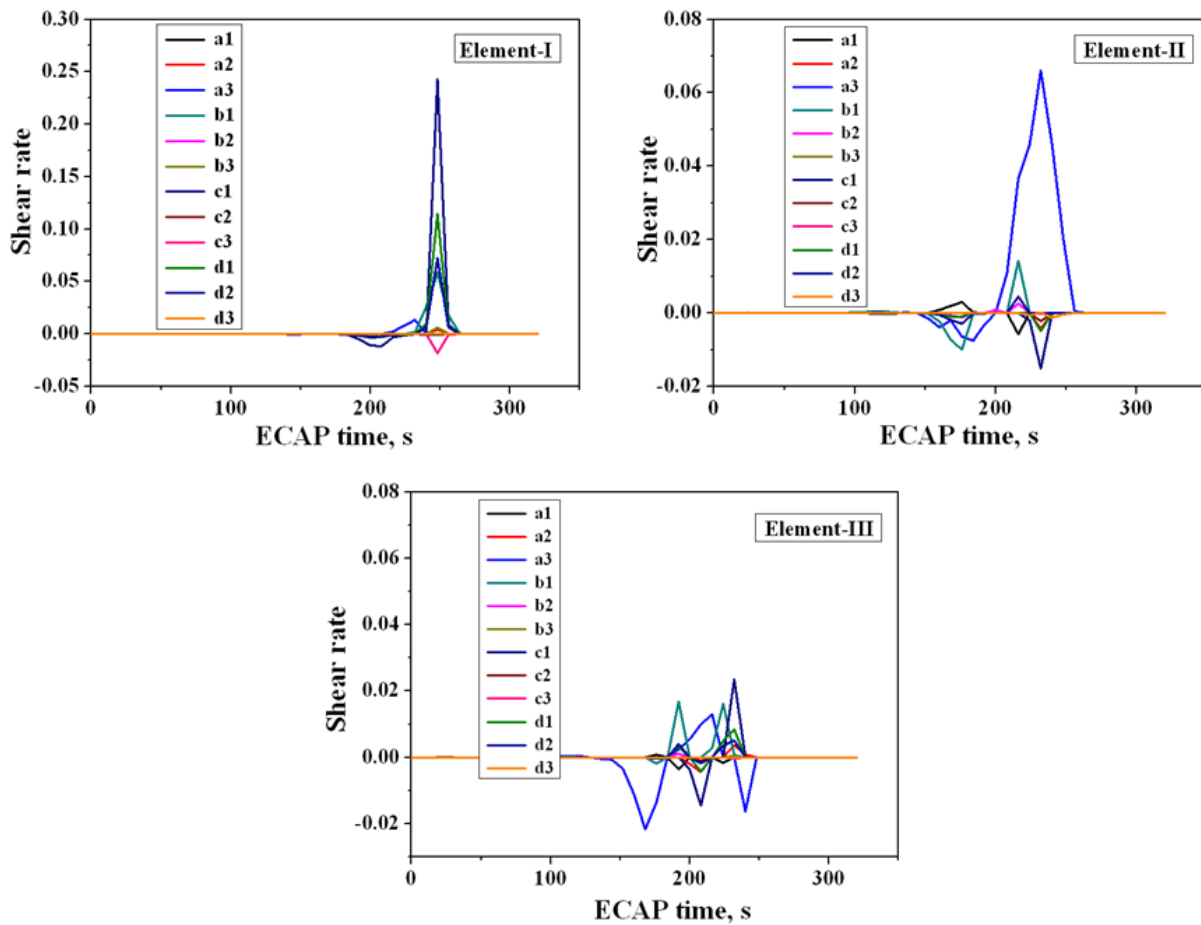 0.30
0.25
0.20
0.15
0.10
0.05
0.00
-0.05
Shear rate
a1
a2
a3
b1
b2
b3
c1
c2
c3
d1
d2
d3
Element-I
0 100 200 300
ECAP time, s
0.08
0.06
0.04
0.02
0.00
-0.02
Shear rate
a1
a2
a3
b1
b2
b3
c1
c2
c3
d1
d2
d3
Element-II
0 100 200 300
ECAP time, s
0.08
0.06
0.04
0.02
0.00
-0.02
Shear rate
a1
a2
a3
b1
b2
b3
c1
c2
c3
d1
d2
d3
Element-III
0 100 200 300
ECAP time, s